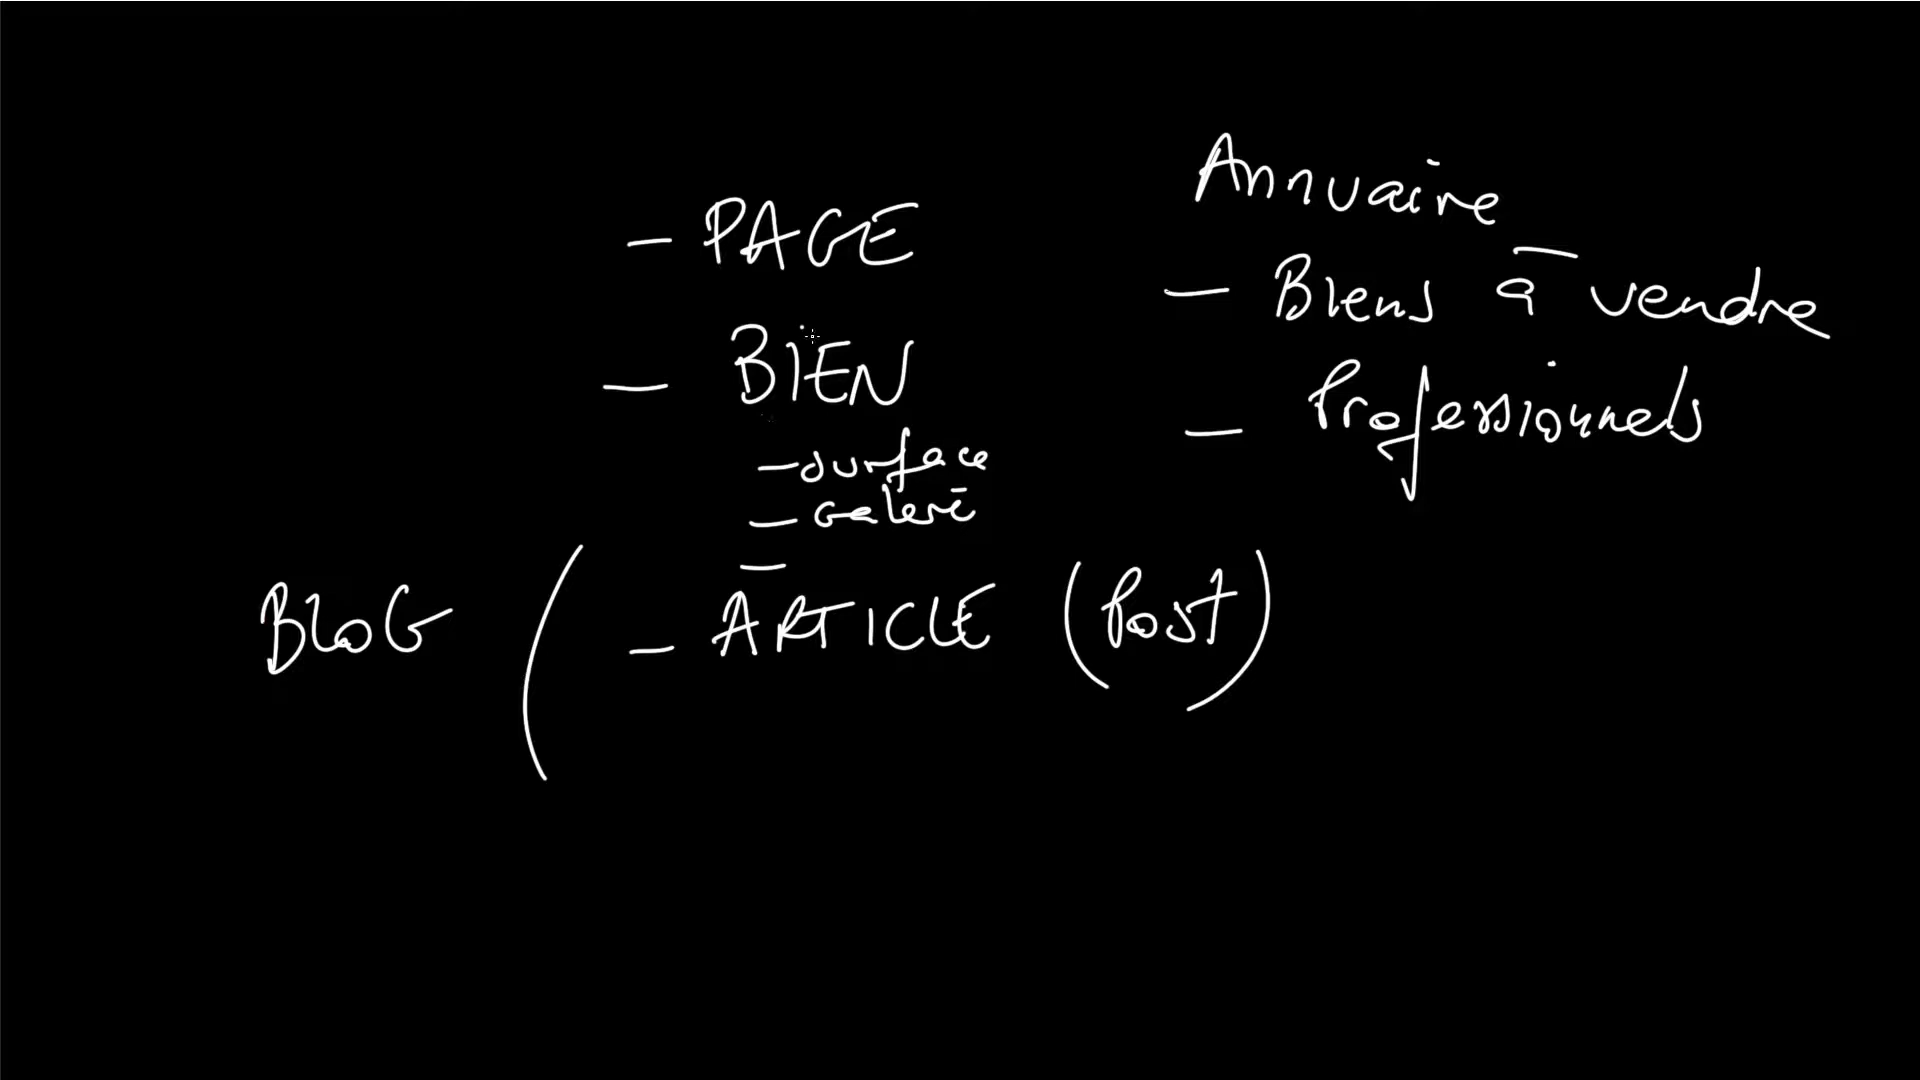 Annuaire
- PAGE
- Biens à vendre
- BIEN
- Professionnels
- surface
- Galerie
-
BLOG ( - ARTICLE (Post)